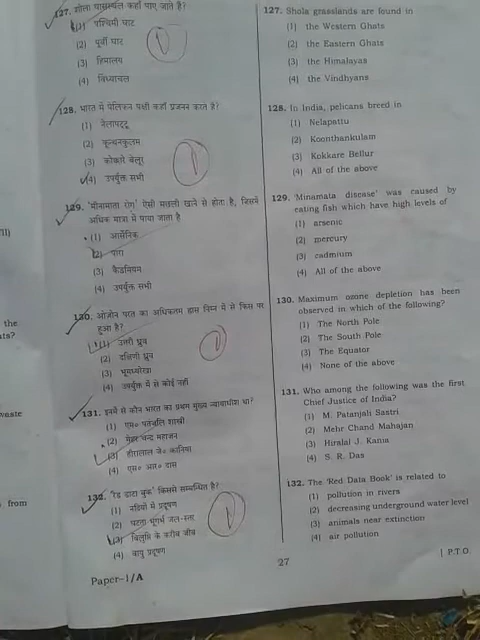 127. शोला घासस्थल कहाँ पाए जाते है?
(1) पश्चिमी घाट
(2) पूर्वी घाट
(3) हिमालय
(4) विंध्याचल
128. भारत में पेलिकन पक्षी कहाँ प्रजनन करते है?
(1) नेलापट्टू
(2) कून्थनकुलम
(3) कोकारे बेलूर
(4) उपर्युक्त सभी
129. 'मीनामाता रोग' ऐसी मछली खाने से होता है, जिसमें
अधिक मात्रा में पाया जाता है
(1) आर्सेनिक
(2) पारा
(3) कैडमियम
(4) उपर्युक्त सभी
130. ओज़ोन परत का अधिकतम ह्रास निम्न में से किस पर
हुआ है?
(1) उत्तरी ध्रुव
(2) दक्षिणी ध्रुव
(3) भूमध्यरेखा
(4) उपर्युक्त में से कोई नहीं
131. इनमें से कौन भारत का प्रथम मुख्य न्यायाधीश था?
(1) एम० पतंजलि शास्त्री
(2) मेहर चन्द महाजन
(3) हीरालाल जे० कानिया
(4) एस० आर० दास
132. 'रेड डाटा बुक' किससे सम्बन्धित है?
(1) नदियों में प्रदूषण
(2) घटता भूगर्भ जल-स्तर
(3) विलुप्ति के करीब जीव
(4) वायु प्रदूषण
Paper-1/A
127. Shola grasslands are found in
(1) the Western Ghats
(2) the Eastern Ghats
(3) the Himalayas
(4) the Vindhyans
128. In India, pelicans breed in
(1) Nelapattu
(2) Koonthankulam
(3) Kokkare Bellur
(4) All of the above
129. 'Minamata disease' was caused by
eating fish which have high levels of
(1) arsenic
(2) mercury
(3) cadmium
(4) All of the above
130. Maximum ozone depletion has been
observed in which of the following?
(1) The North Pole
(2) The South Pole
(3) The Equator
(4) None of the above
131. Who among the following was the first
Chief Justice of India?
(1) M. Patanjali Sastri
(2) Mehr Chand Mahajan
(3) Hiralal J. Kania
(4) S. R. Das
132. The 'Red Data Book' is related to
(1) pollution in rivers
(2) decreasing underground water level
(3) animals near extinction
(4) air pollution
27
[ P.T.O.
the
waste
from